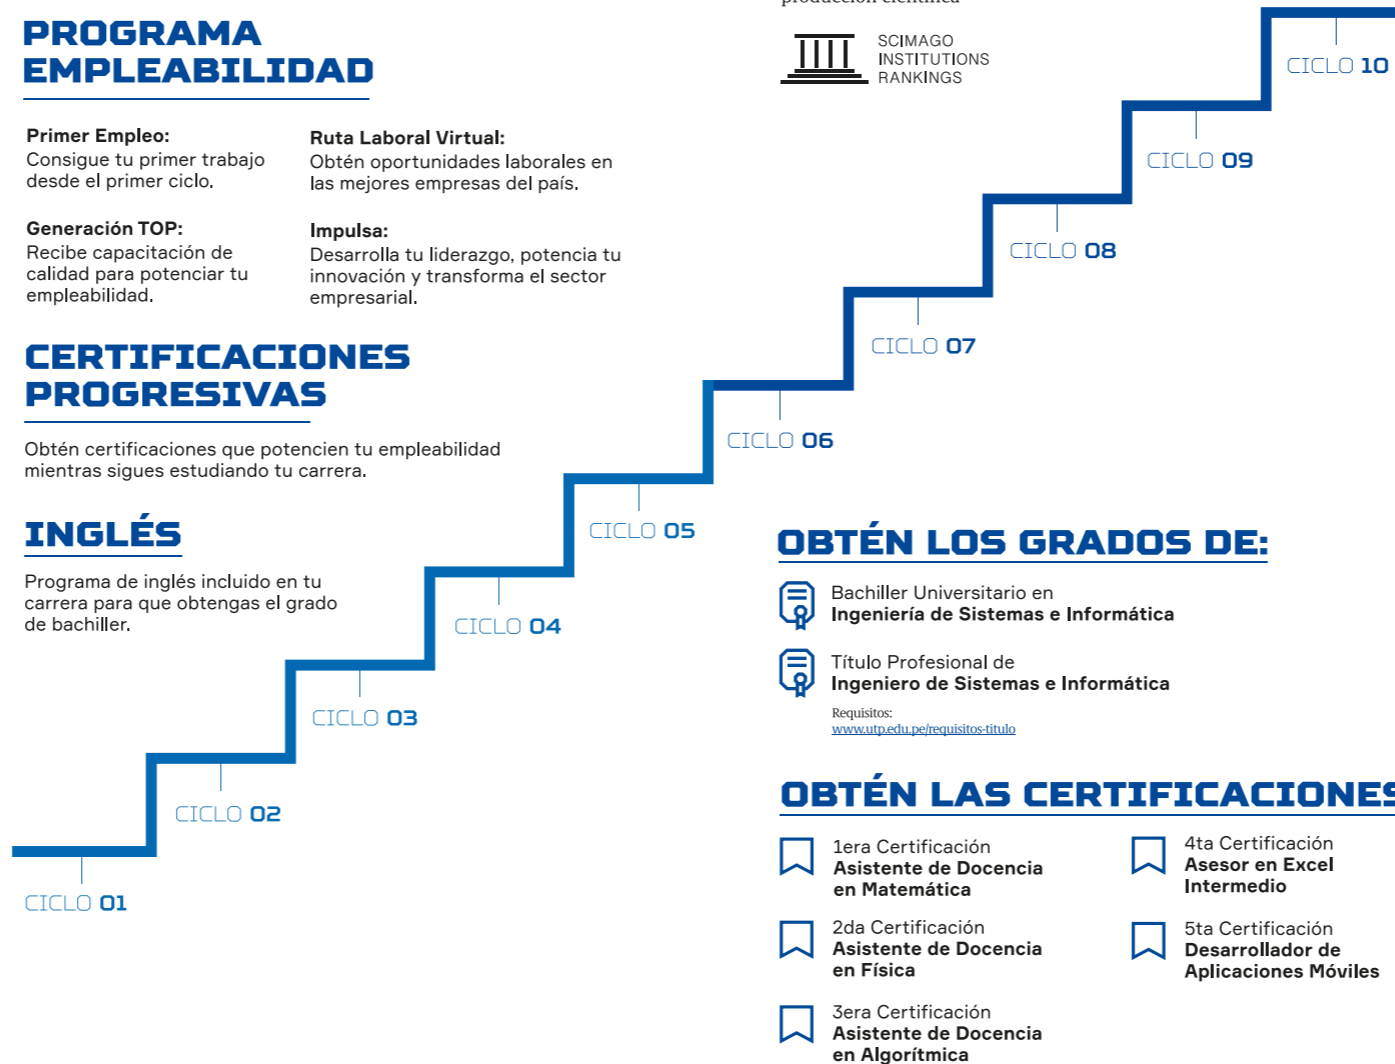 producción científica
SCIMAGO
INSTITUTIONS
RANKINGS
PROGRAMA
EMPLEABILIDAD
Primer Empleo:
Consigue tu primer trabajo
desde el primer ciclo.
Ruta Laboral Virtual:
Obtén oportunidades laborales en
las mejores empresas del país.
Generación TOP:
Recibe capacitación de
calidad para potenciar tu
empleabilidad.
Impulsa:
Desarrolla tu liderazgo, potencia tu
innovación y transforma el sector
empresarial.
CERTIFICACIONES
PROGRESIVAS
Obtén certificaciones que potencien tu empleabilidad
mientras sigues estudiando tu carrera.
INGLÉS
Programa de inglés incluido en tu
carrera para que obtengas el grado
de bachiller.
CICLO 01
CICLO 02
CICLO 03
CICLO 04
CICLO 05
CICLO 06
CICLO 07
CICLO 08
CICLO 09
CICLO 10
OBTÉN LOS GRADOS DE:
Bachiller Universitario en
Ingeniería de Sistemas e Informática
Título Profesional de
Ingeniero de Sistemas e Informática
Requisitos:
www.utp.edu.pe/requisitos-titulo
OBTÉN LAS CERTIFICACIONES
1era Certificación
Asistente de Docencia
en Matemática
2da Certificación
Asistente de Docencia
en Física
3era Certificación
Asistente de Docencia
en Algorítmica
4ta Certificación
Asesor en Excel
Intermedio
5ta Certificación
Desarrollador de
Aplicaciones Móviles